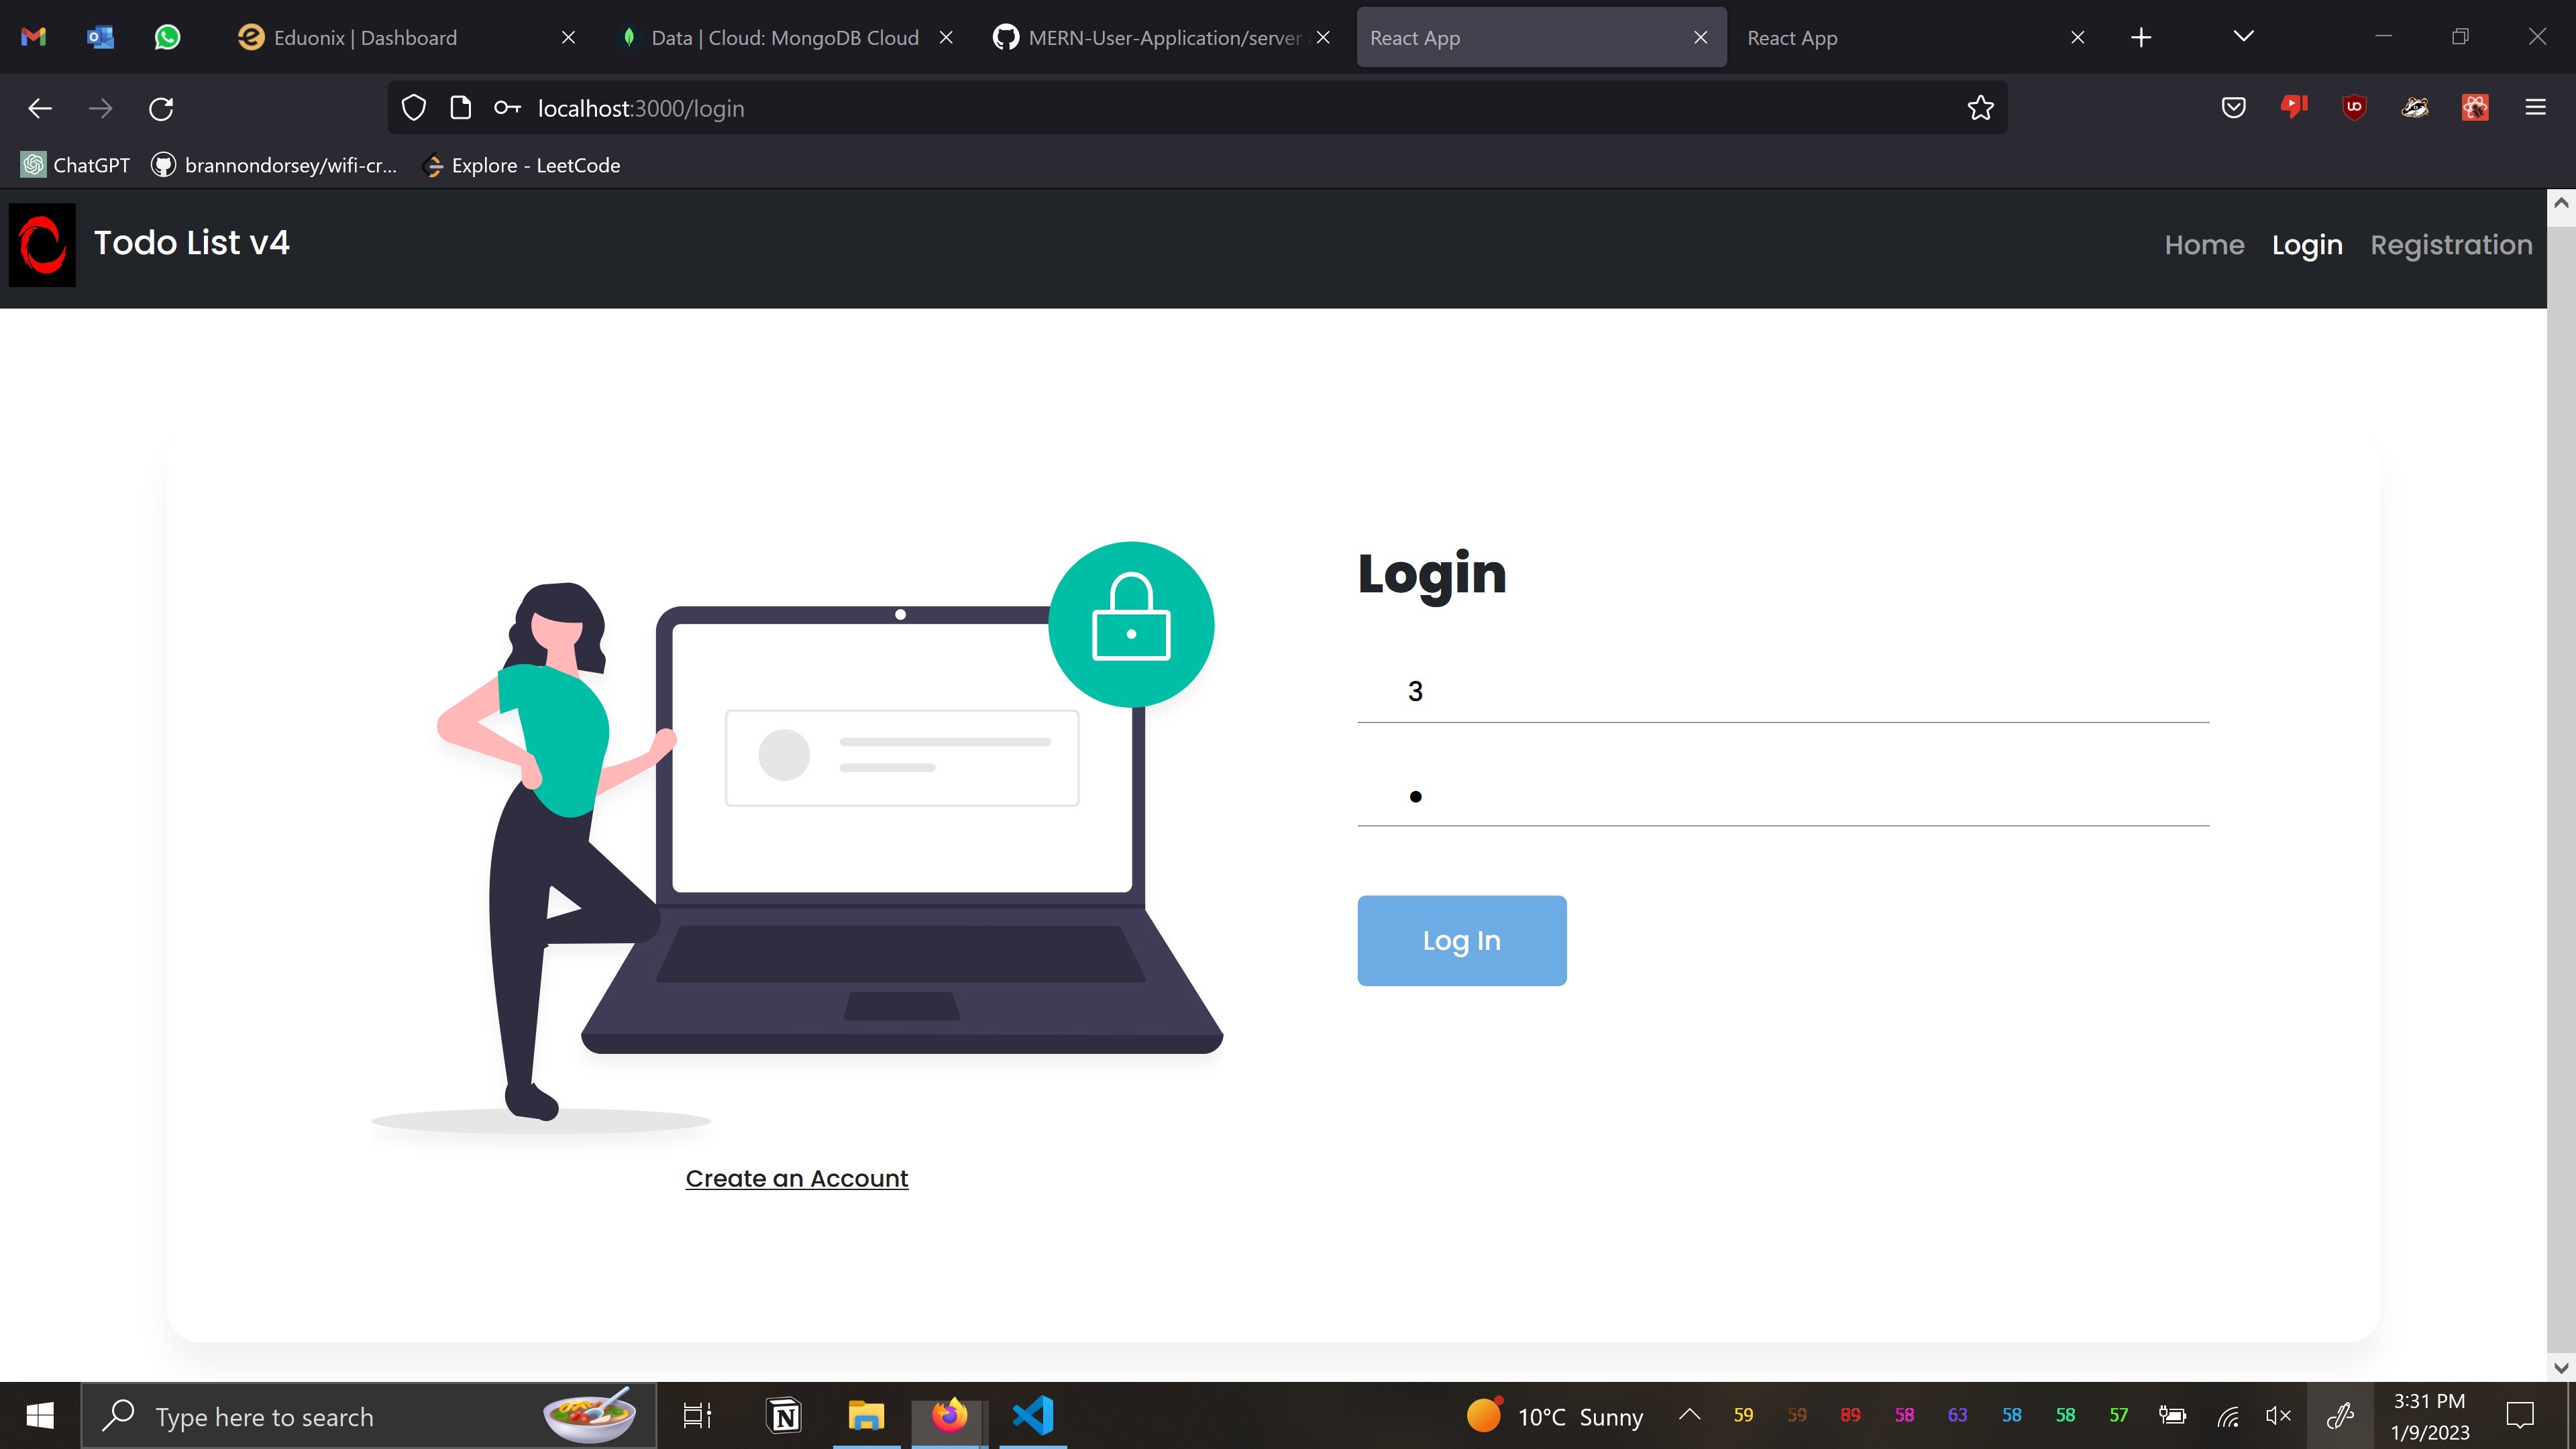 Eduonix | Dashboard
Data | Cloud: MongoDB Cloud
MERN-User-Application/server
React App
React App
localhost:3000/login
ChatGPT
brannondorsey/wifi-cr...
Explore - LeetCode
Todo List v4
Home
Login
Registration
Login
3
Log In
Create an Account
Type here to search
10°C Sunny
59
59
89
58
63
58
58
57
3:31 PM
1/9/2023